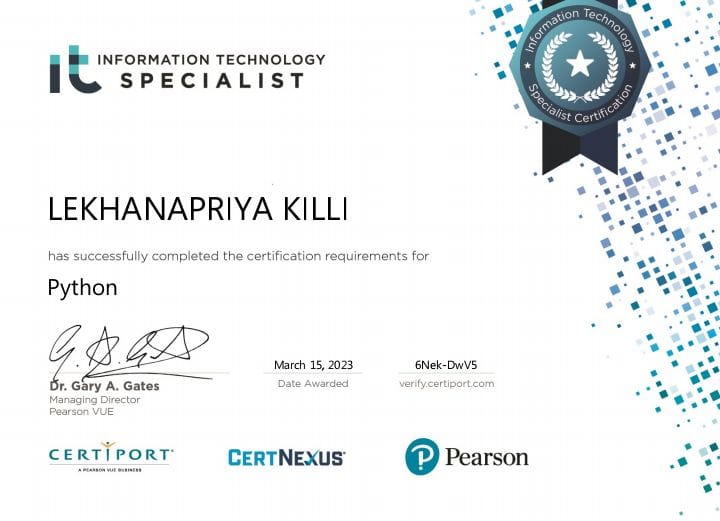 it INFORMATION TECHNOLOGY
SPECIALIST
Information Technology
Specialist Certification
LEKHANAPRIYA KILLI
has successfully completed the certification requirements for
Python
Dr. Gary A. Gates
Managing Director
Pearson VUE
March 15, 2023
Date Awarded
6Nek-DwV5
verify.certiport.com
CERTIPORT
A PEARSON VUE BUSINESS
CERTNEXUS
P Pearson